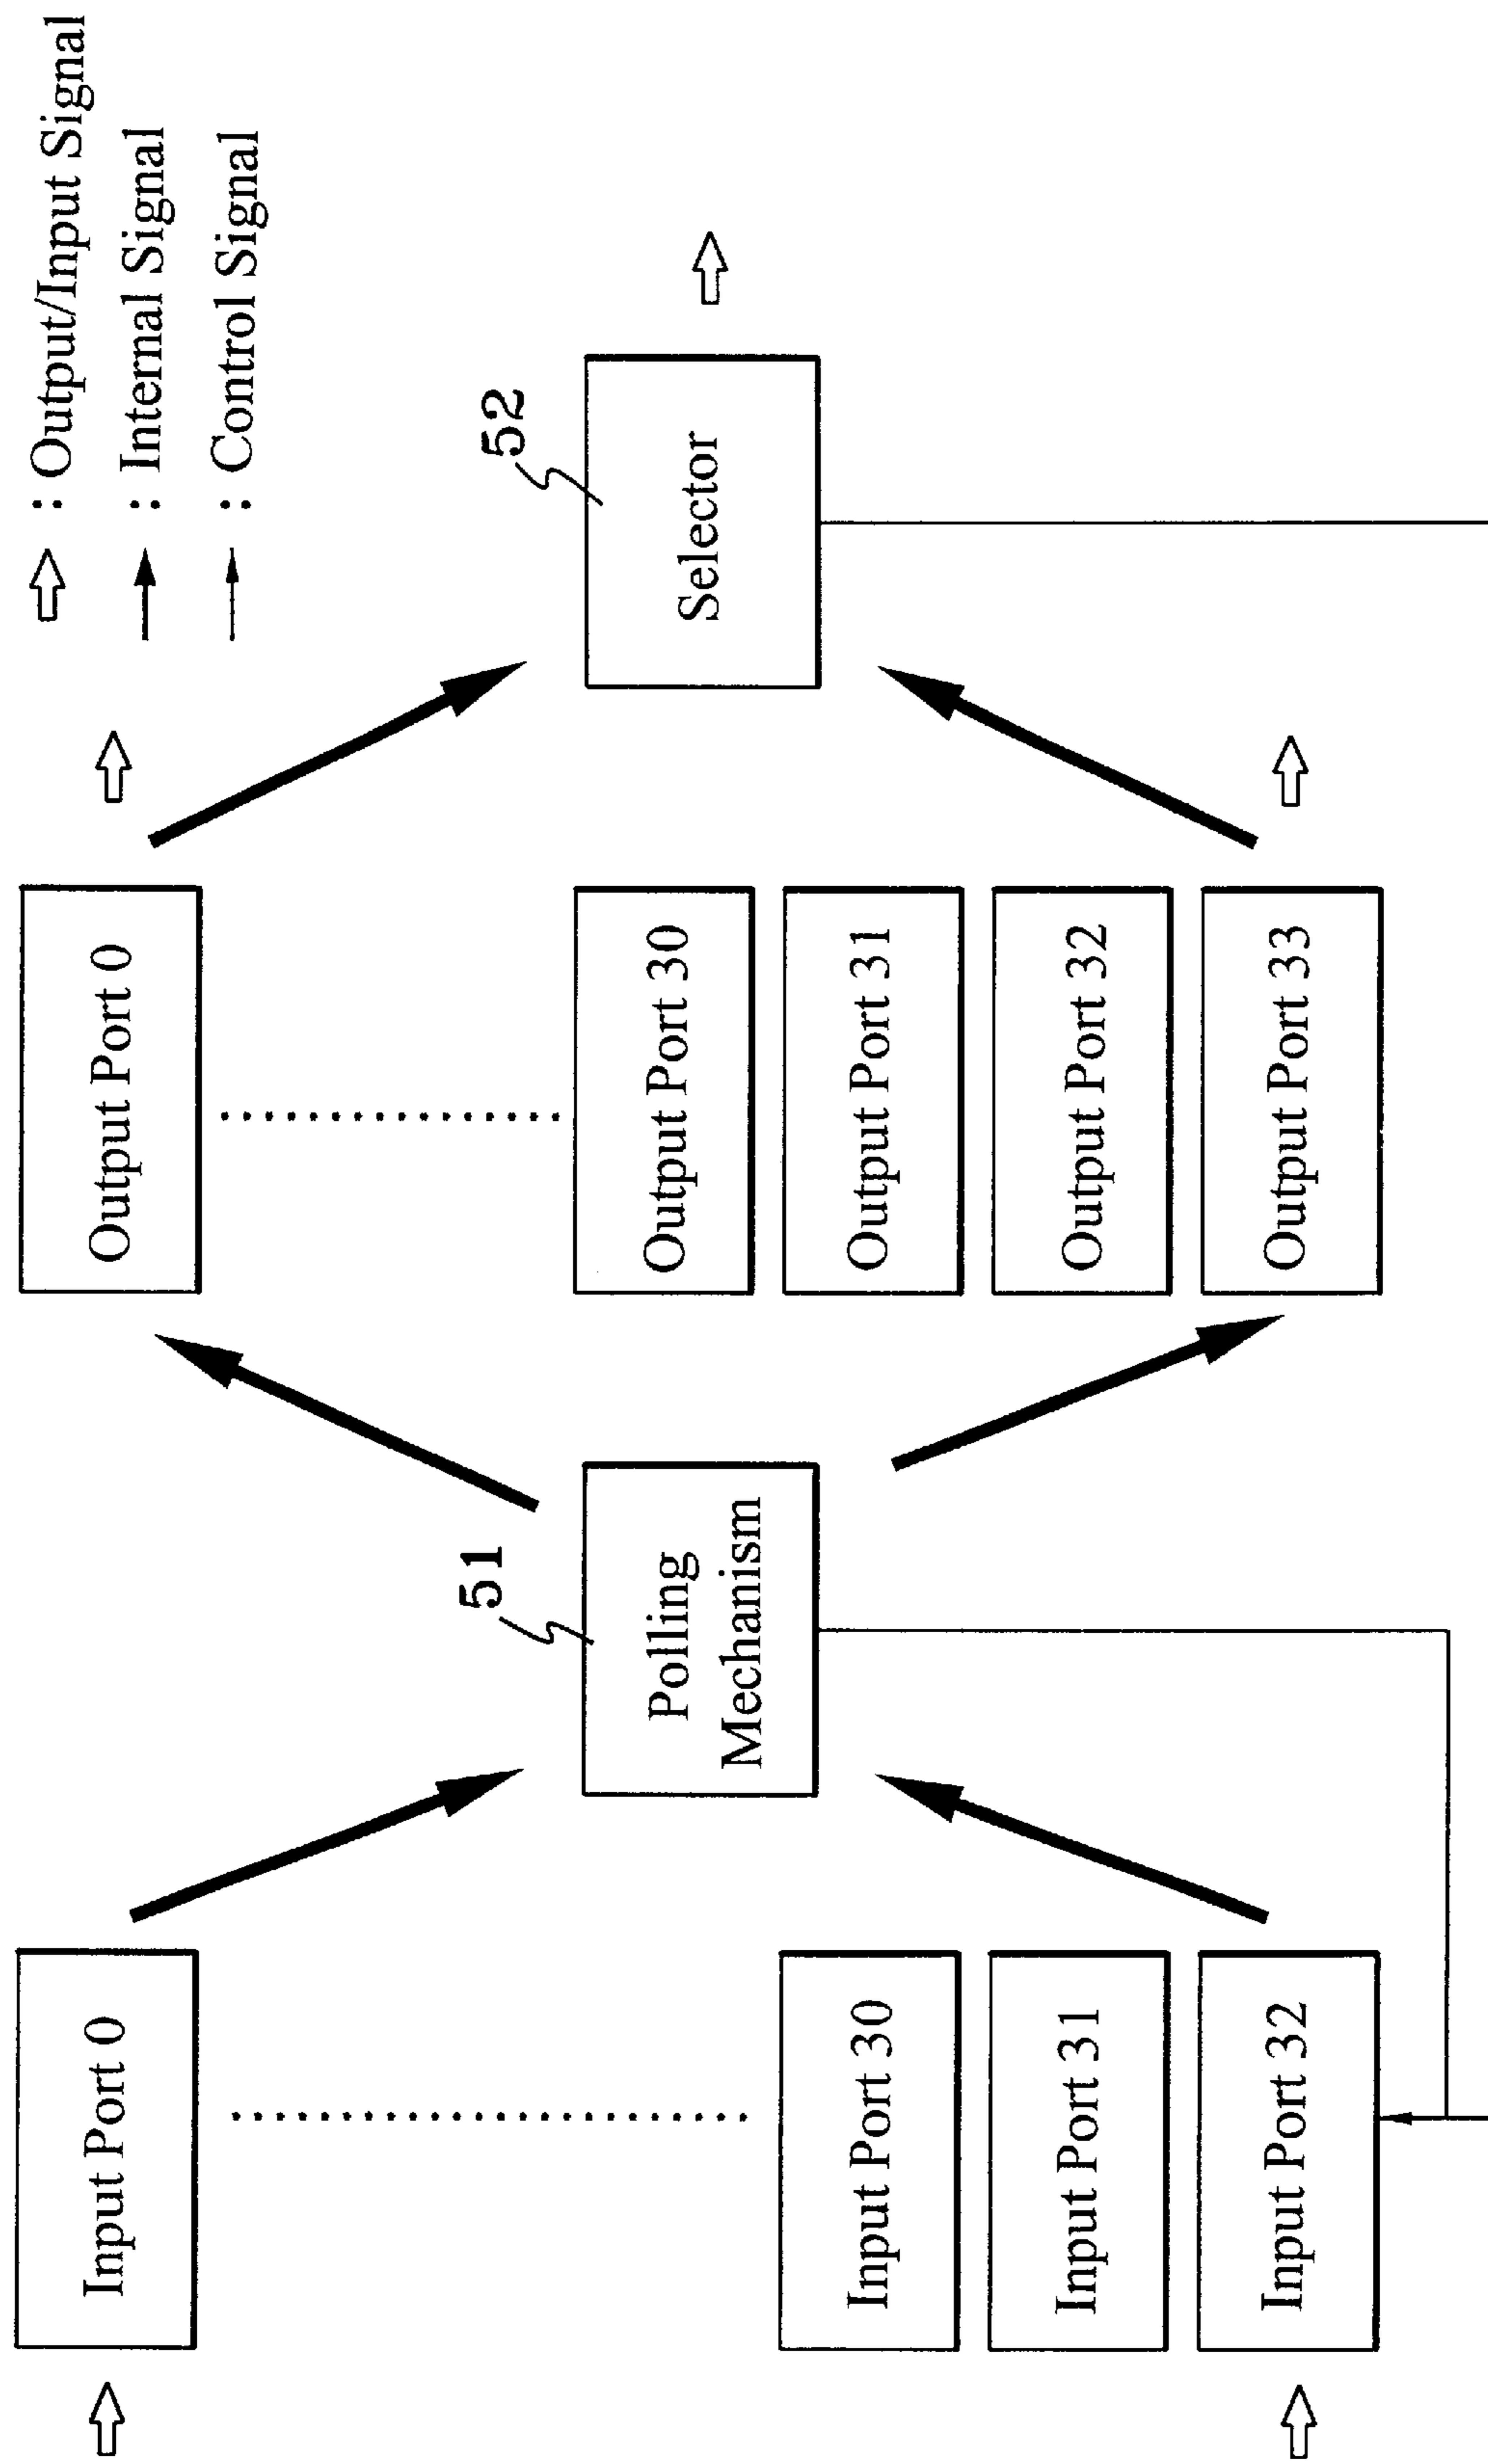 : Output/Input Signal
: Internal Signal
: Control Signal
Input Port 0
Input Port 30
Input Port 31
Input Port 32
51
Polling
Mechanism
Output Port 0
Output Port 30
Output Port 31
Output Port 32
Output Port 33
52
Selector